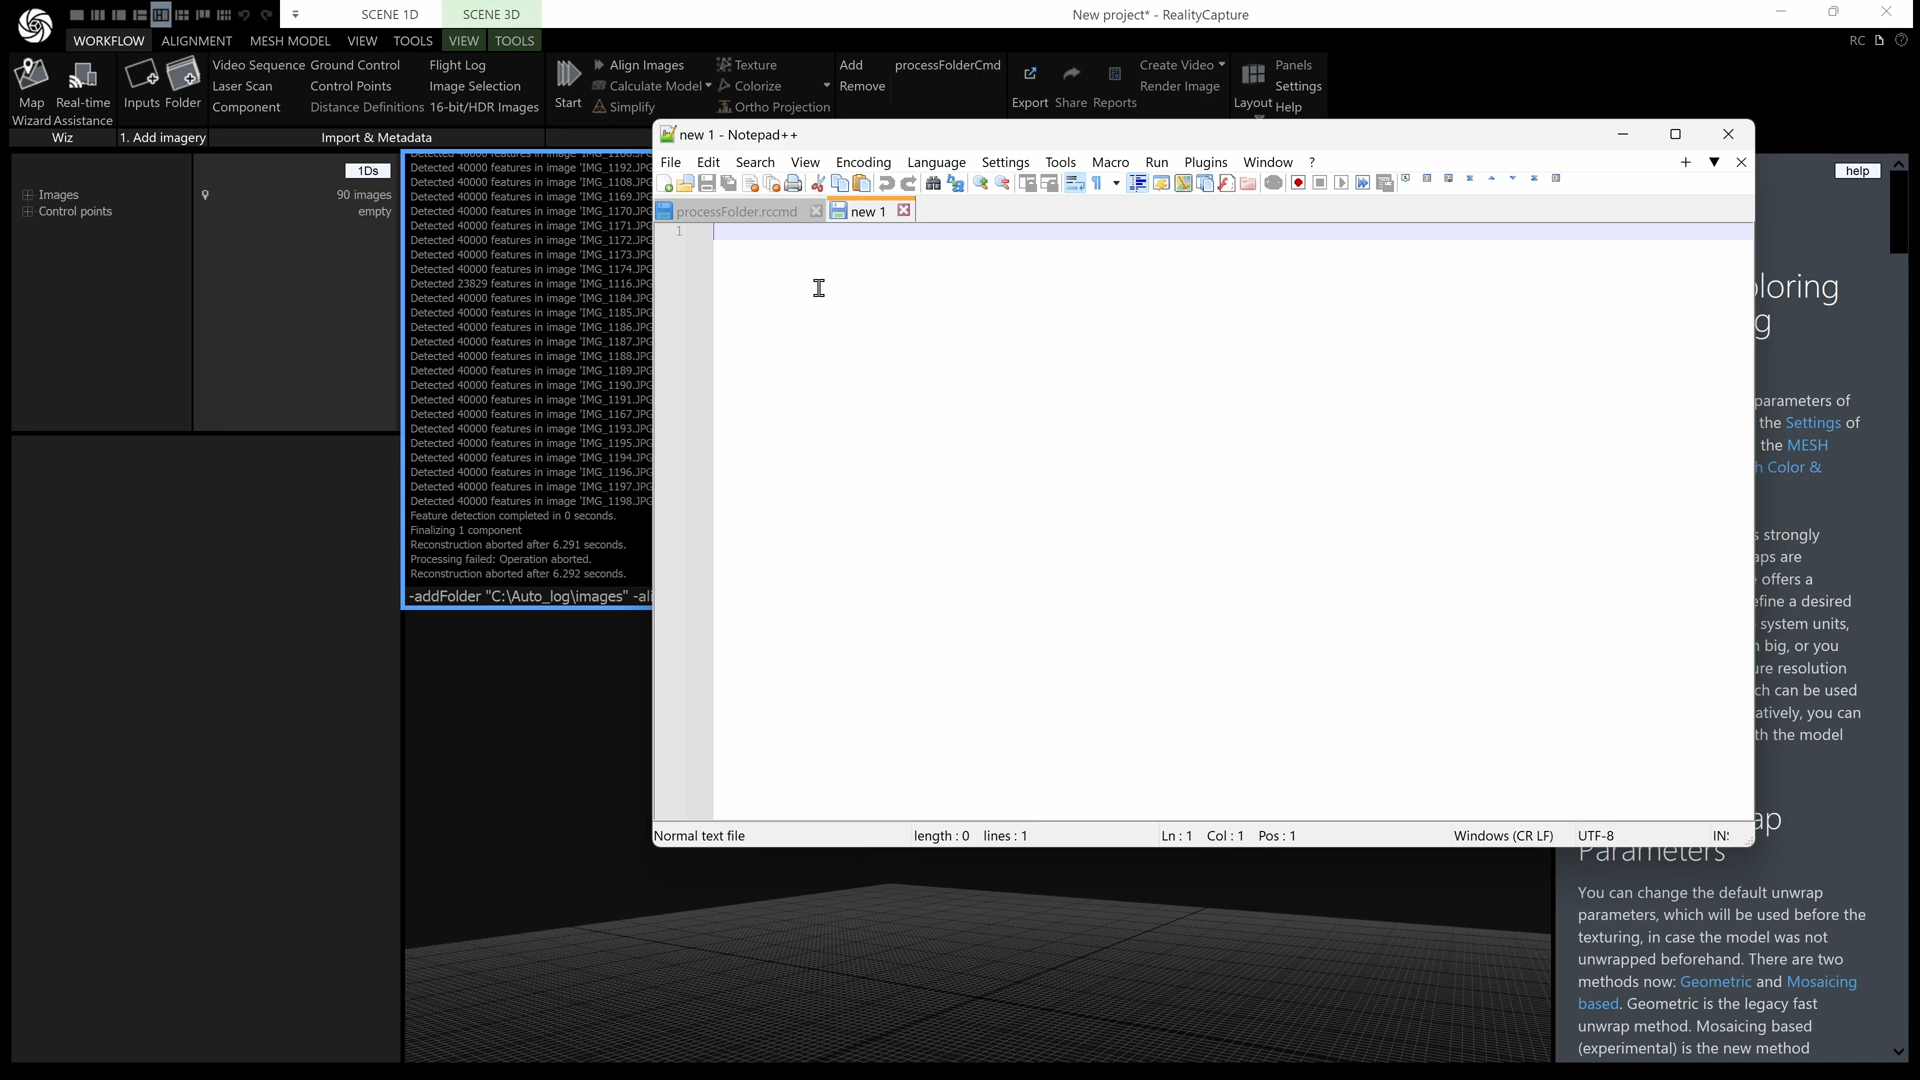 SCENE 1D
SCENE 3D
New project* - RealityCapture
WORKFLOW
ALIGNMENT
MESH MODEL
VIEW
TOOLS
VIEW
TOOLS
RC
Map Wizard
Real-time Assistance
Inputs
Folder
Video Sequence
Laser Scan
Component
Ground Control
Control Points
Distance Definitions
Flight Log
Image Selection
16-bit/HDR Images
Start
Align Images
Calculate Model
Simplify
Texture
Colorize
Ortho Projection
Add
Remove
processFolderCmd
Export
Share
Reports
Create Video
Render Image
Layout
Panels
Settings
Help
Wiz
1. Add imagery
Import & Metadata
1Ds
Images
90 images
Control points
empty
Detected 40000 features in image 'IMG_1192.JPG
Detected 40000 features in image 'IMG_1108.JPG
Detected 40000 features in image 'IMG_1169.JPG
Detected 40000 features in image 'IMG_1170.JPG
Detected 40000 features in image 'IMG_1171.JPG
Detected 40000 features in image 'IMG_1172.JPG
Detected 40000 features in image 'IMG_1173.JPG
Detected 40000 features in image 'IMG_1174.JPG
Detected 23829 features in image 'IMG_1116.JPG
Detected 40000 features in image 'IMG_1184.JPG
Detected 40000 features in image 'IMG_1185.JPG
Detected 40000 features in image 'IMG_1186.JPG
Detected 40000 features in image 'IMG_1187.JPG
Detected 40000 features in image 'IMG_1188.JPG
Detected 40000 features in image 'IMG_1189.JPG
Detected 40000 features in image 'IMG_1190.JPG
Detected 40000 features in image 'IMG_1191.JPG
Detected 40000 features in image 'IMG_1167.JPG
Detected 40000 features in image 'IMG_1193.JPG
Detected 40000 features in image 'IMG_1195.JPG
Detected 40000 features in image 'IMG_1194.JPG
Detected 40000 features in image 'IMG_1196.JPG
Detected 40000 features in image 'IMG_1197.JPG
Detected 40000 features in image 'IMG_1198.JPG
Feature detection completed in 0 seconds.
Finalizing 1 component
Reconstruction aborted after 6.291 seconds.
Processing failed: Operation aborted.
Reconstruction aborted after 6.292 seconds.
-addFolder "C:\Auto_log\images" -ali
new 1 - Notepad++
File Edit Search View Encoding Language Settings Tools Macro Run Plugins Window ?
processFolder.rccmd
new 1
1
Normal text file
length : 0 lines : 1
Ln : 1 Col : 1 Pos : 1
Windows (CR LF)
UTF-8
INS
help
loring
g
parameters of
the Settings of
the MESH
h Color &
s strongly
aps are
offers a
efine a desired
system units,
n big, or you
ure resolution
ch can be used
atively, you can
th the model
ap
Parameters
You can change the default unwrap
parameters, which will be used before the
texturing, in case the model was not
unwrapped beforehand. There are two
methods now: Geometric and Mosaicing
based. Geometric is the legacy fast
unwrap method. Mosaicing based
(experimental) is the new method